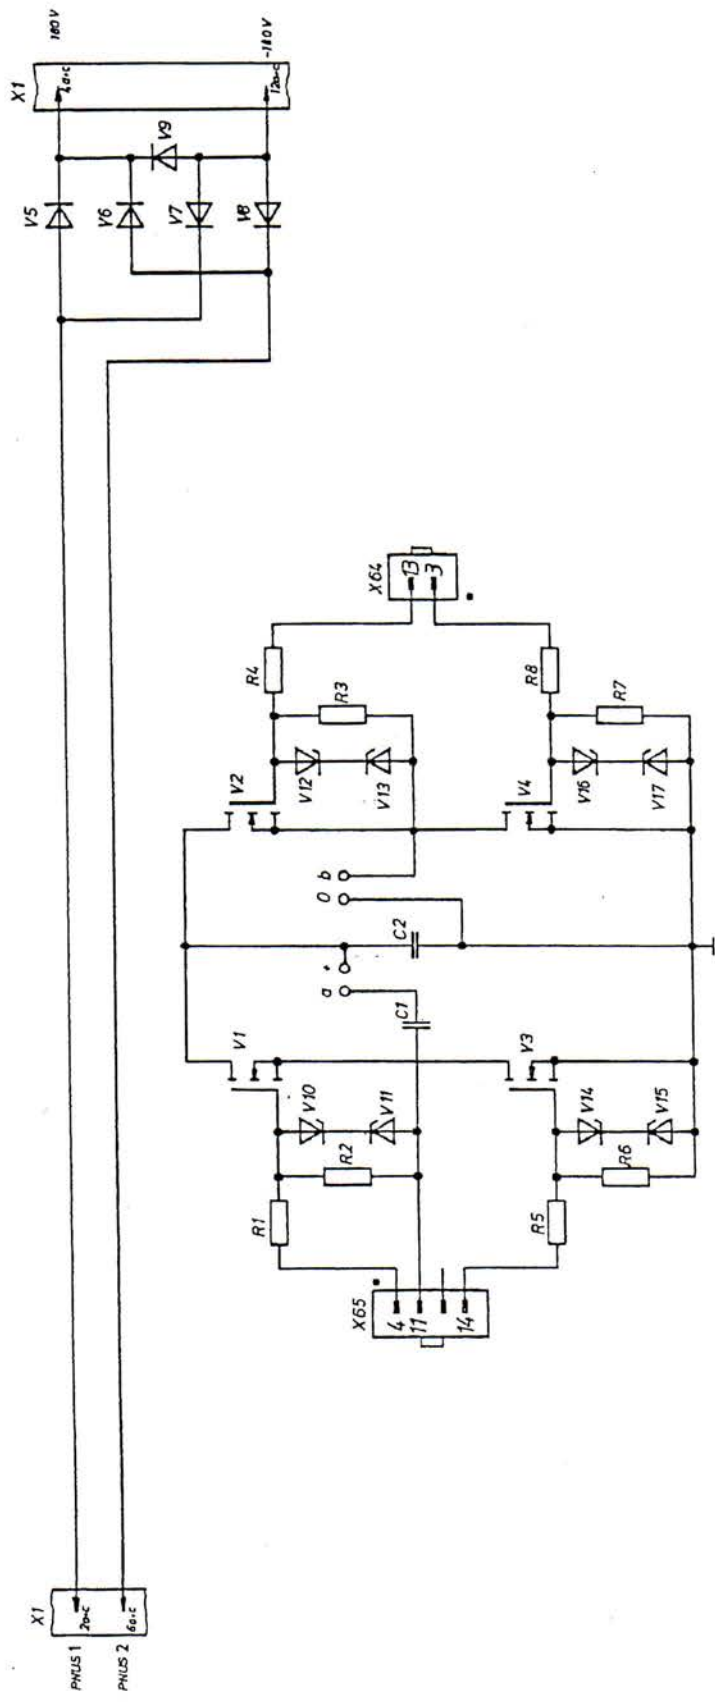 X1
PNUS 1
2a+c
PNUS 2
6a+c
X1
180V
4a+c
-180V
12a+c
V5
V6
V9
V7
V8
X65
4
11
14
R1
R2
V10
V11
V1
R5
R6
V14
V15
V3
C1
a
+
C2
0
b
V2
V12
V13
R3
R4
V4
V16
V17
R7
R8
X64
13
3